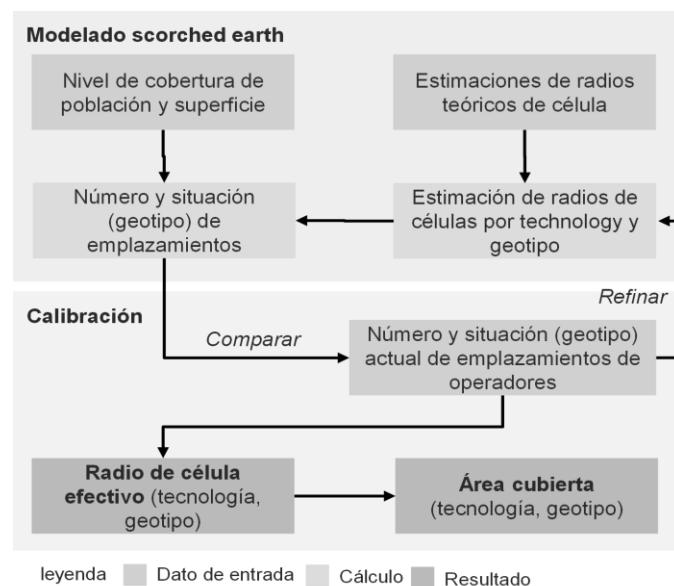 Modelado scorched earth
Nivel de cobertura de
población y superficie
Estimaciones de radios
teóricos de célula
Número y situación
(geotipo) de
emplazamientos
Estimación de radios de
células por technology y
geotipo
Refinar
Calibración
Comparar
Número y situación (geotipo)
actual de emplazamientos de
operadores
Radio de célula
efectivo (tecnología,
geotipo)
Área cubierta
(tecnología, geotipo)
leyenda Dato de entrada Cálculo Resultado